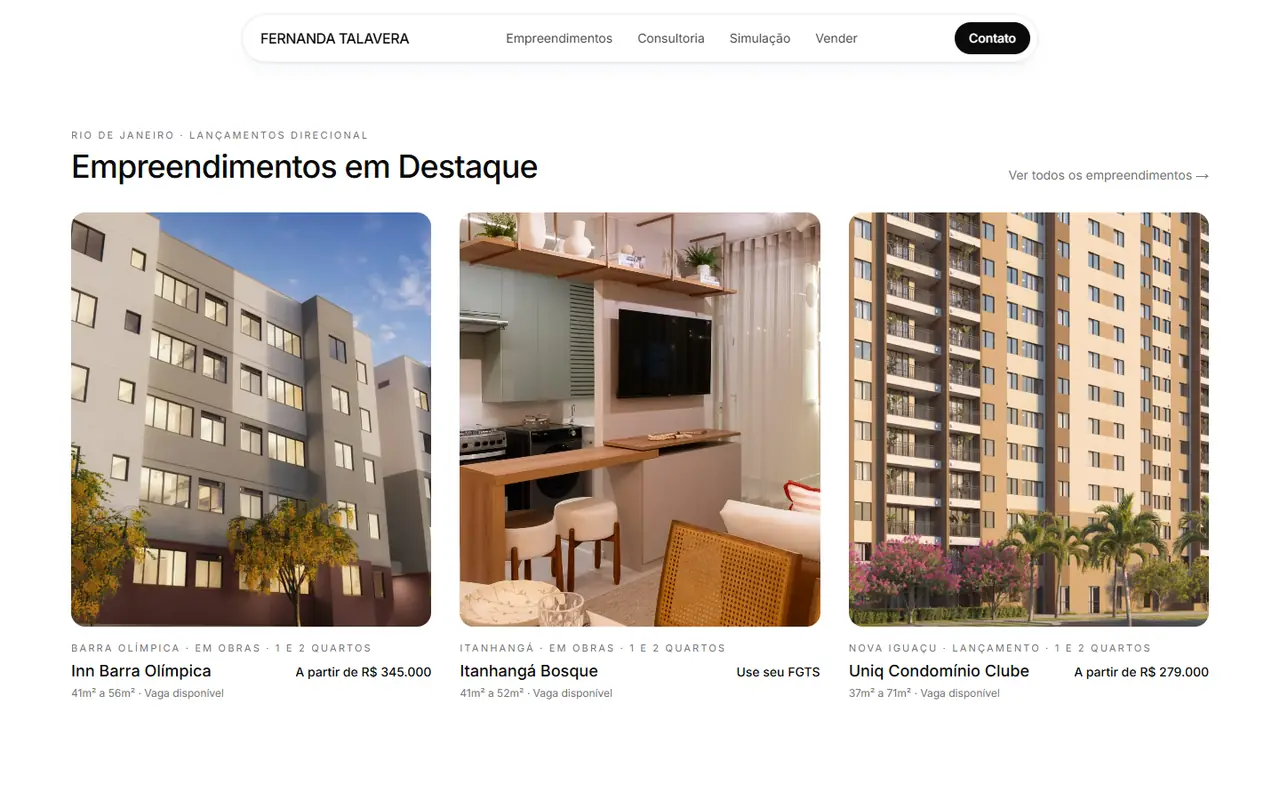 FERNANDA TALAVERA
Empreendimentos
Consultoria
Simulação
Vender
Contato
RIO DE JANEIRO · LANÇAMENTOS DIRECIONAL
Empreendimentos em Destaque
Ver todos os empreendimentos →
BARRA OLÍMPICA · EM OBRAS · 1 E 2 QUARTOS
Inn Barra Olímpica
A partir de R$ 345.000
41m² a 56m² · Vaga disponível
ITANHANGÁ · EM OBRAS · 1 E 2 QUARTOS
Itanhangá Bosque
Use seu FGTS
41m² a 52m² · Vaga disponível
NOVA IGUAÇU · LANÇAMENTO · 1 E 2 QUARTOS
Uniq Condomínio Clube
A partir de R$ 279.000
37m² a 71m² · Vaga disponível